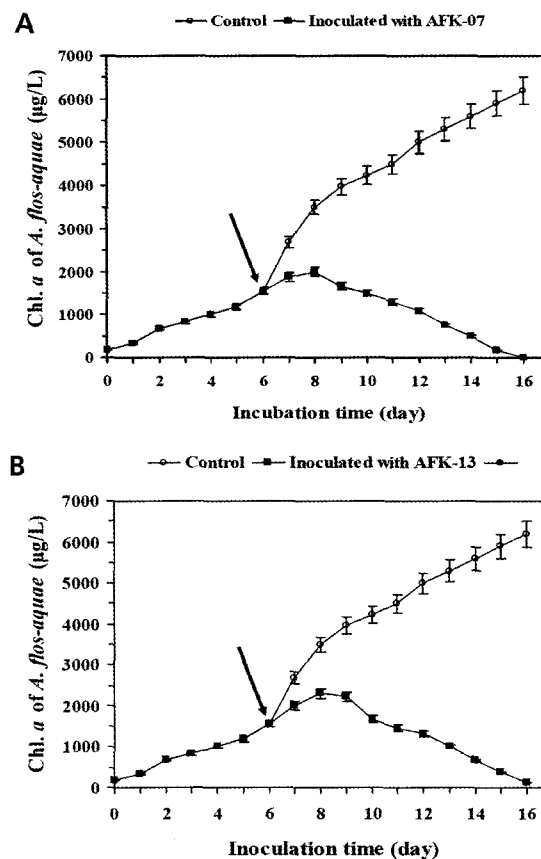 A
Control Inoculated with AFK-07
7000
6000
5000
4000
3000
2000
1000
0
Chl. a of A. flos-aquae (µg/L)
0 2 4 6 8 10 12 14 16
Incubation time (day)
B
Control Inoculated with AFK-13
7000
6000
5000
4000
3000
2000
1000
0
Chl. a of A. flos-aquae (µg/L)
0 2 4 6 8 10 12 14 16
Inoculation time (day)